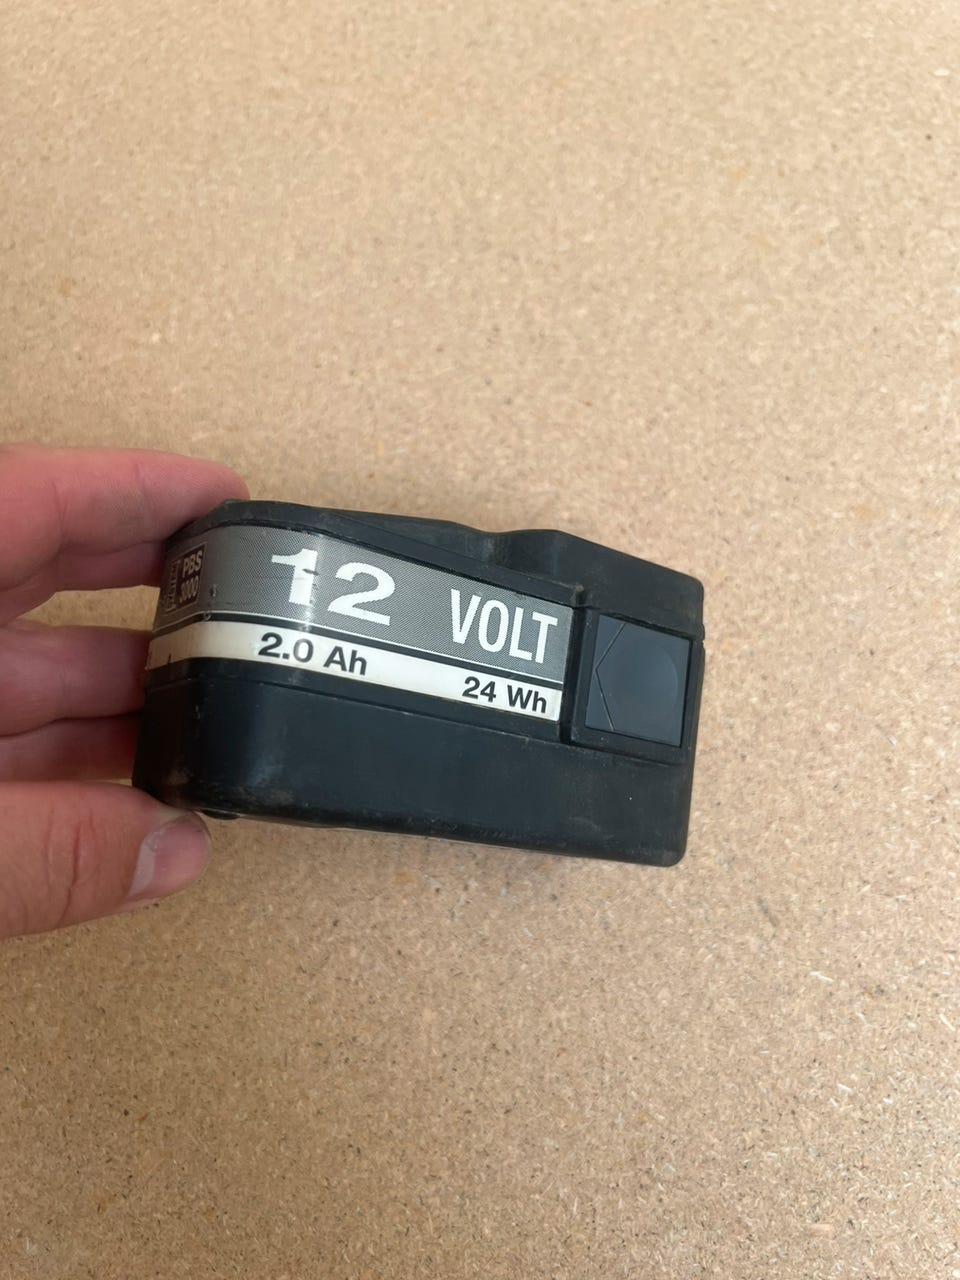 PBS
3000
12 VOLT
2.0 Ah
24 Wh